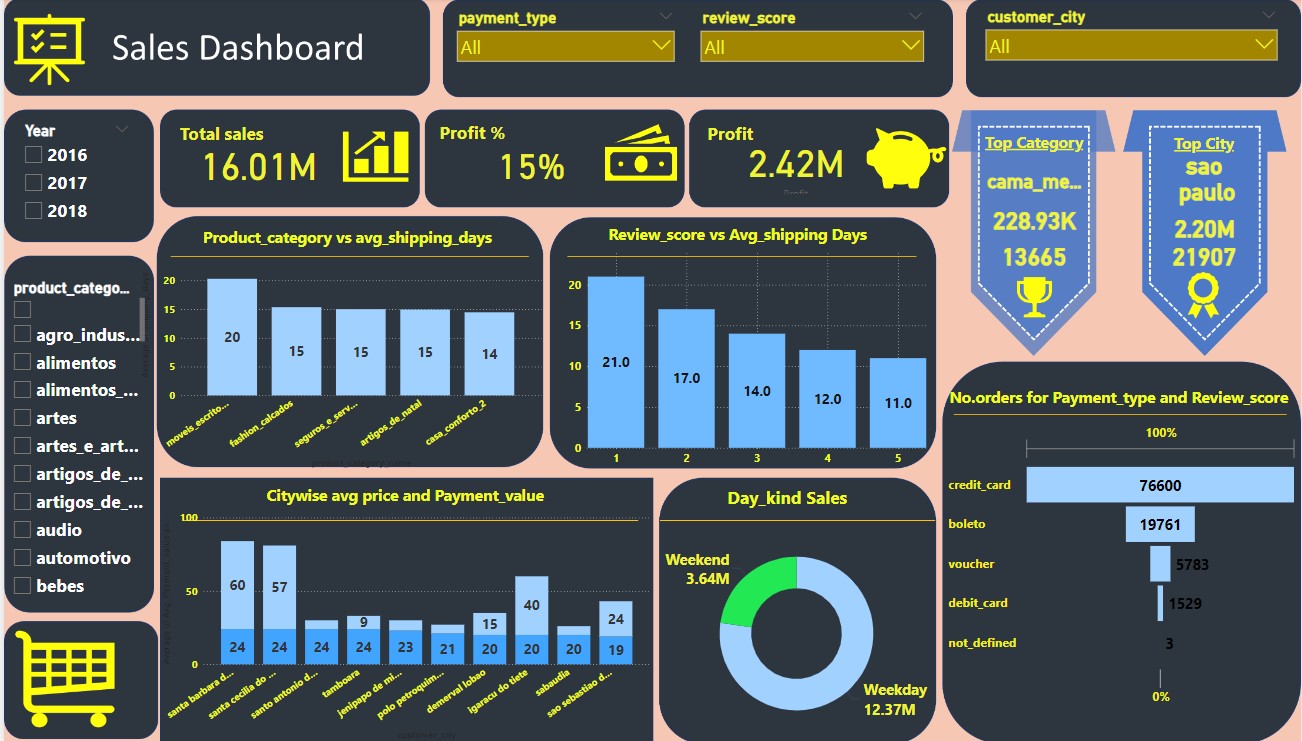 Sales Dashboard
payment_type
All
review_score
All
customer_city
All
Year
2016
2017
2018
Total sales
16.01M
Profit %
15%
Profit
2.42M
Profit
Top Category
cama_me...
228.93K
13665
Top City
sao
paulo
2.20M
21907
product_catego...
agro_indus...
alimentos
alimentos_...
artes
artes_e_art...
artigos_de_...
artigos_de_...
audio
automotivo
bebes
Product_category vs avg_shipping_days
20
15
10
5
0
20
15
15
15
14
moveis_escrito...
fashion_calcados
seguros_e_serv...
artigos_de_natal
casa_conforto_2
product_category_name
Review_score vs Avg_shipping Days
20
15
10
5
0
21.0
17.0
14.0
12.0
11.0
1 2 3 4 5
No.orders for Payment_type and Review_score
100%
credit_card 76600
boleto 19761
voucher 5783
debit_card 1529
not_defined 3
0%
Citywise avg price and Payment_value
100
50
0
60 57 9 15 40 24
24 24 24 24 23 21 20 20 20 19
santa barbara d...
santa cecilia do ...
santo antonio d...
tamboara
jenipapo de mi...
polo petroquim...
demerval lobao
igaracu do tiete
sabaudia
sao sebastiao d...
customer_city
Day_kind Sales
Weekend
3.64M
Weekday
12.37M